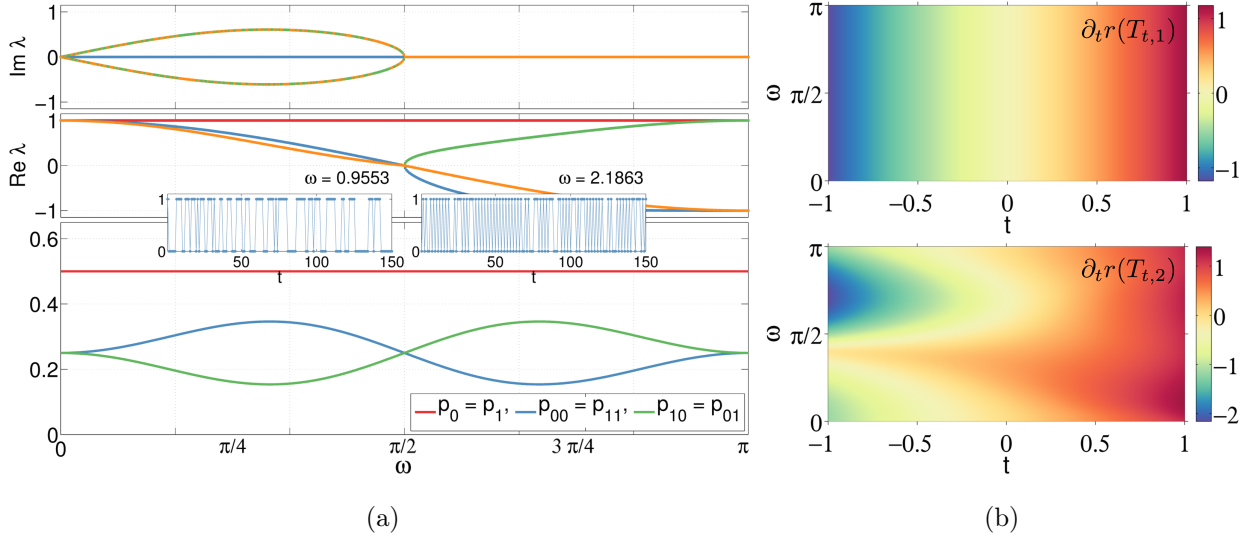 1
0
-1
Im λ
1
0
-1
Re λ
ω = 0.9553
ω = 2.1863
1
0
50
100
150
t
1
0
50
100
150
t
0.6
0.4
0.2
0
p0 = p1, p00 = p11, p10 = p01
0
π/4
π/2
3 π/4
π
ω
(a)
π
π/2
0
ω
∂tr(Tt,1)
-1
-0.5
0
0.5
1
t
1
0
-1
π
π/2
0
ω
∂tr(Tt,2)
-1
-0.5
0
0.5
1
t
1
0
-1
-2
(b)